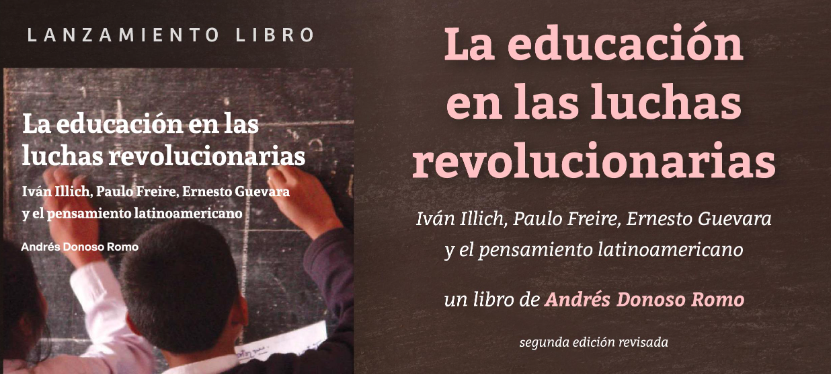 LANZAMIENTO LIBRO
La educación en las
luchas revolucionarias
Iván Illich, Paulo Freire, Ernesto Guevara
y el pensamiento latinoamericano
Andrés Donoso Romo
La educación
en las luchas
revolucionarias
Iván Illich, Paulo Freire, Ernesto Guevara
y el pensamiento latinoamericano
un libro de Andrés Donoso Romo
segunda edición revisada